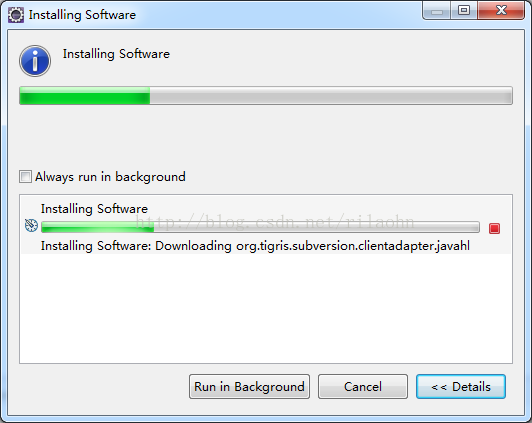 Installing Software
Installing Software
Always run in background
Installing Software
http://blog.csdn.net/rilaohn
Installing Software: Downloading org.tigris.subversion.clientadapter.javahl
Run in Background
Cancel
<< Details